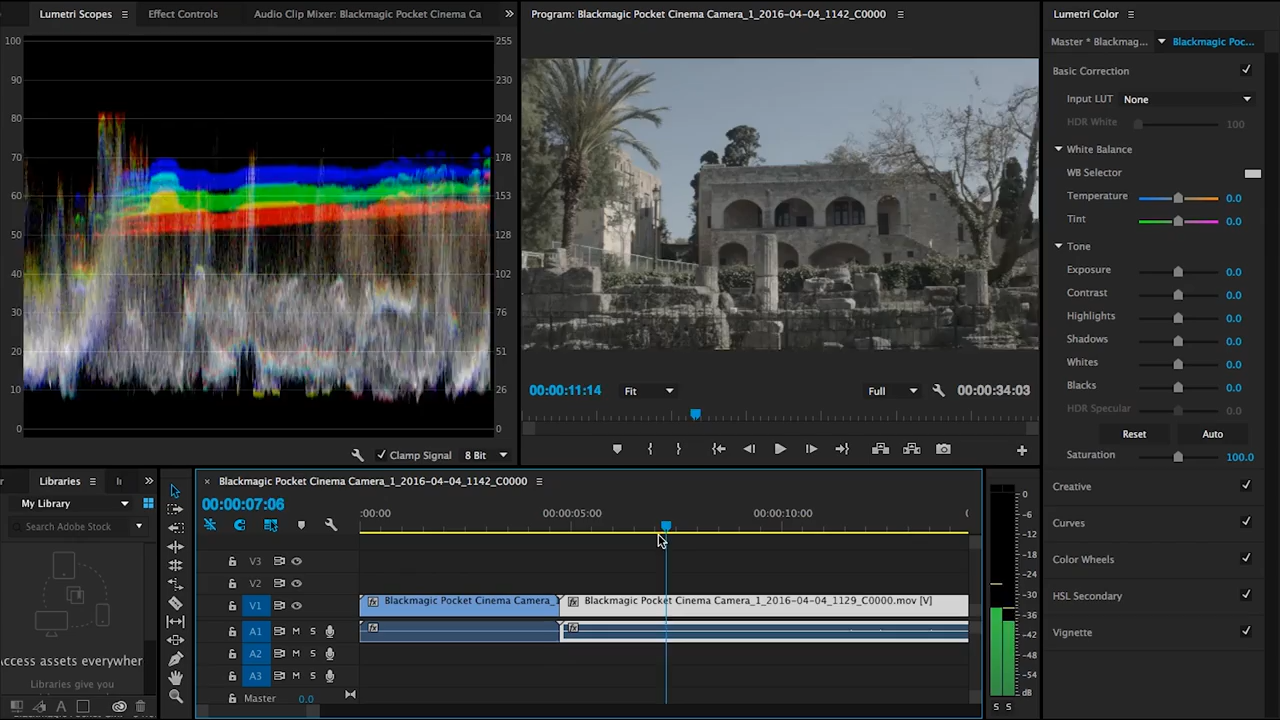 Lumetri Scopes Effect Controls Audio Clip Mixer: Blackmagic Pocket Cinema Ca
Program: Blackmagic Pocket Cinema Camera_1_2016-04-04_1142_C0000
Lumetri Color
Master * Blackmag... Blackmagic Poc...
100 255
90 230
80 204
70 178
60 153
50
40 102
30 76
20 51
10 26
0
Clamp Signal 8 Bit
00:00:11:14 Fit Full 00:00:34:03
Basic Correction
Input LUT None
HDR White 100
White Balance
WB Selector
Temperature 0.0
Tint 0.0
Tone
Exposure 0.0
Contrast 0.0
Highlights 0.0
Shadows 0.0
Whites 0.0
Blacks 0.0
HDR Specular 0.0
Reset Auto
Saturation 100.0
Creative
Curves
Color Wheels
HSL Secondary
Vignette
Libraries
My Library
Search Adobe Stock
Access assets everywher
Libraries give you
Blackmagic Pocket Cinema Camera_1_2016-04-04_1142_C0000
00:00:07:06
:00:00 00:00:05:00 00:00:10:00
V3
V2
V1 Blackmagic Pocket Cinema Camera_ Blackmagic Pocket Cinema Camera_1_2016-04-04_1129_C0000.mov [V]
A1 M S
A2 M S
A3 M S
Master 0.0
0
-6
-12
-18
-24
-30
-36
-42
-48
-54
dB
S S